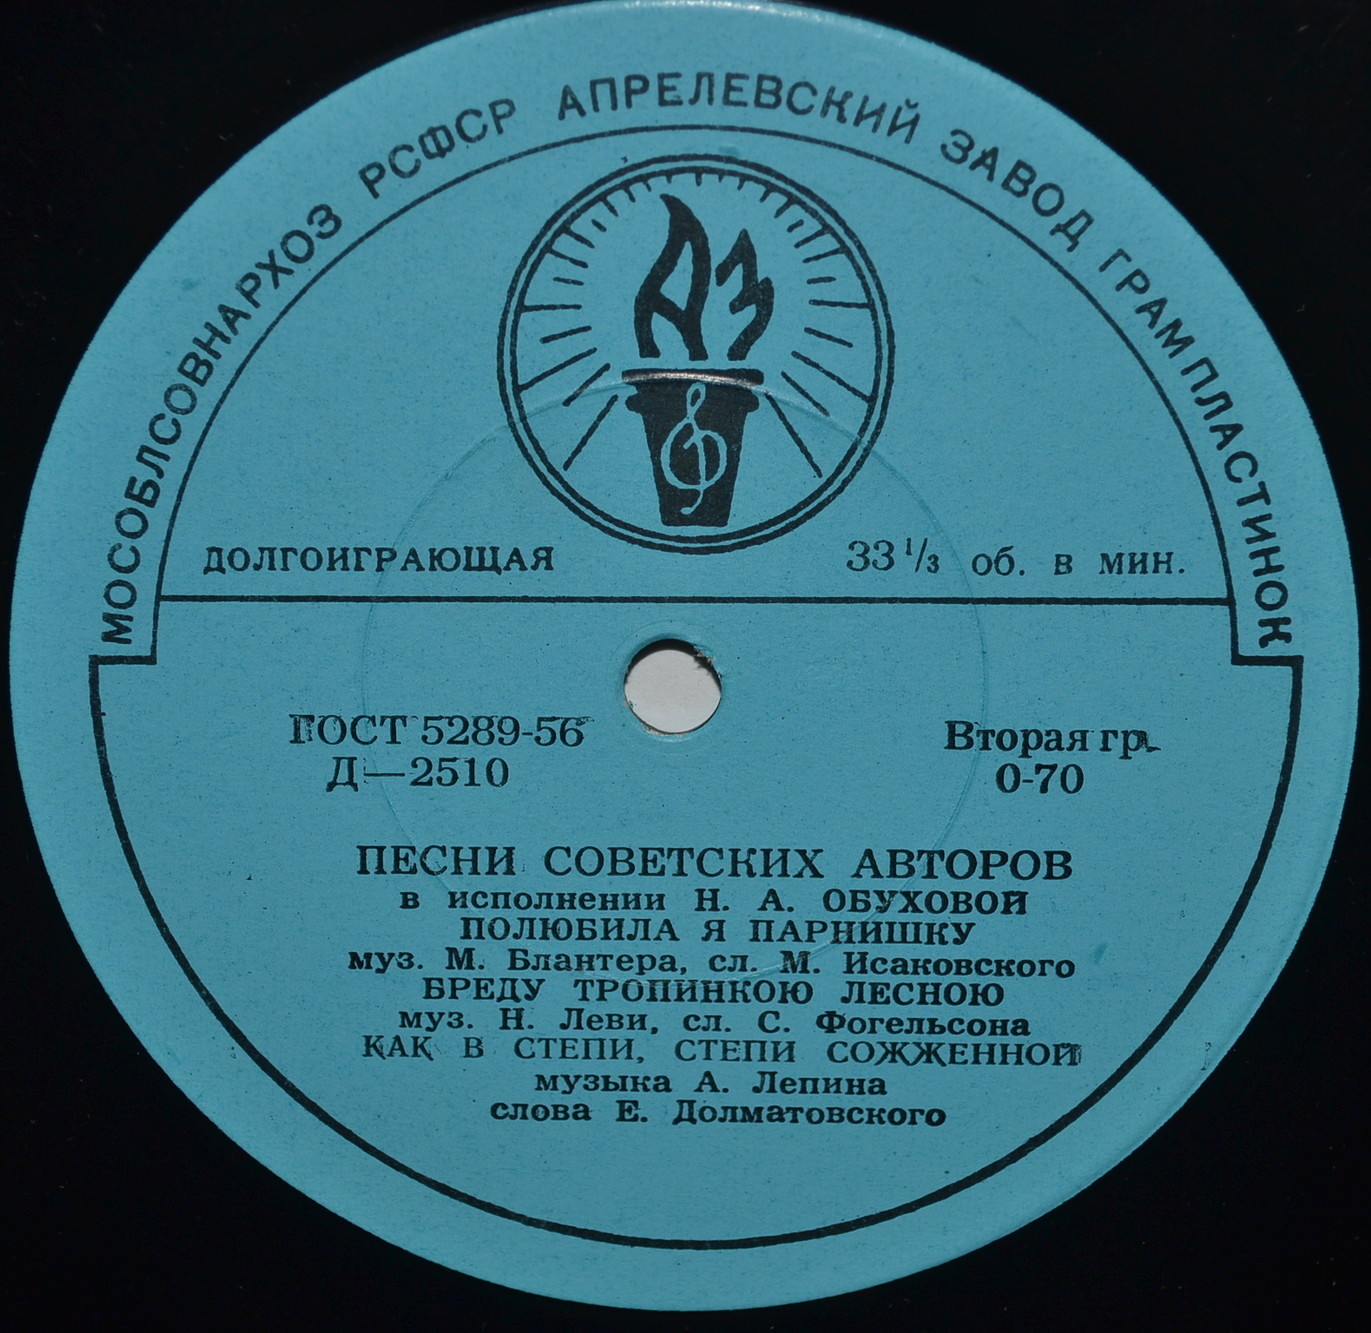 МОСОБЛСОВНАРХОЗ РСФСР АПРЕЛЕВСКИЙ ЗАВОД ГРАМПЛАСТИНОК
АЗ
ДОЛГОИГРАЮЩАЯ 33 1/3 об. в мин.
ГОСТ 5289-56 Вторая гр.
Д—2510 0-70
ПЕСНИ СОВЕТСКИХ АВТОРОВ
в исполнении Н. А. ОБУХОВОЙ
ПОЛЮБИЛА Я ПАРНИШКУ
муз. М. Блантера, сл. М. Исаковского
БРЕДУ ТРОПИНКОЮ ЛЕСНОЮ
муз. Н. Леви, сл. С. Фогельсона
КАК В СТЕПИ, СТЕПИ СОЖЖЕННОЙ
музыка А. Лепина
слова Е. Долматовского